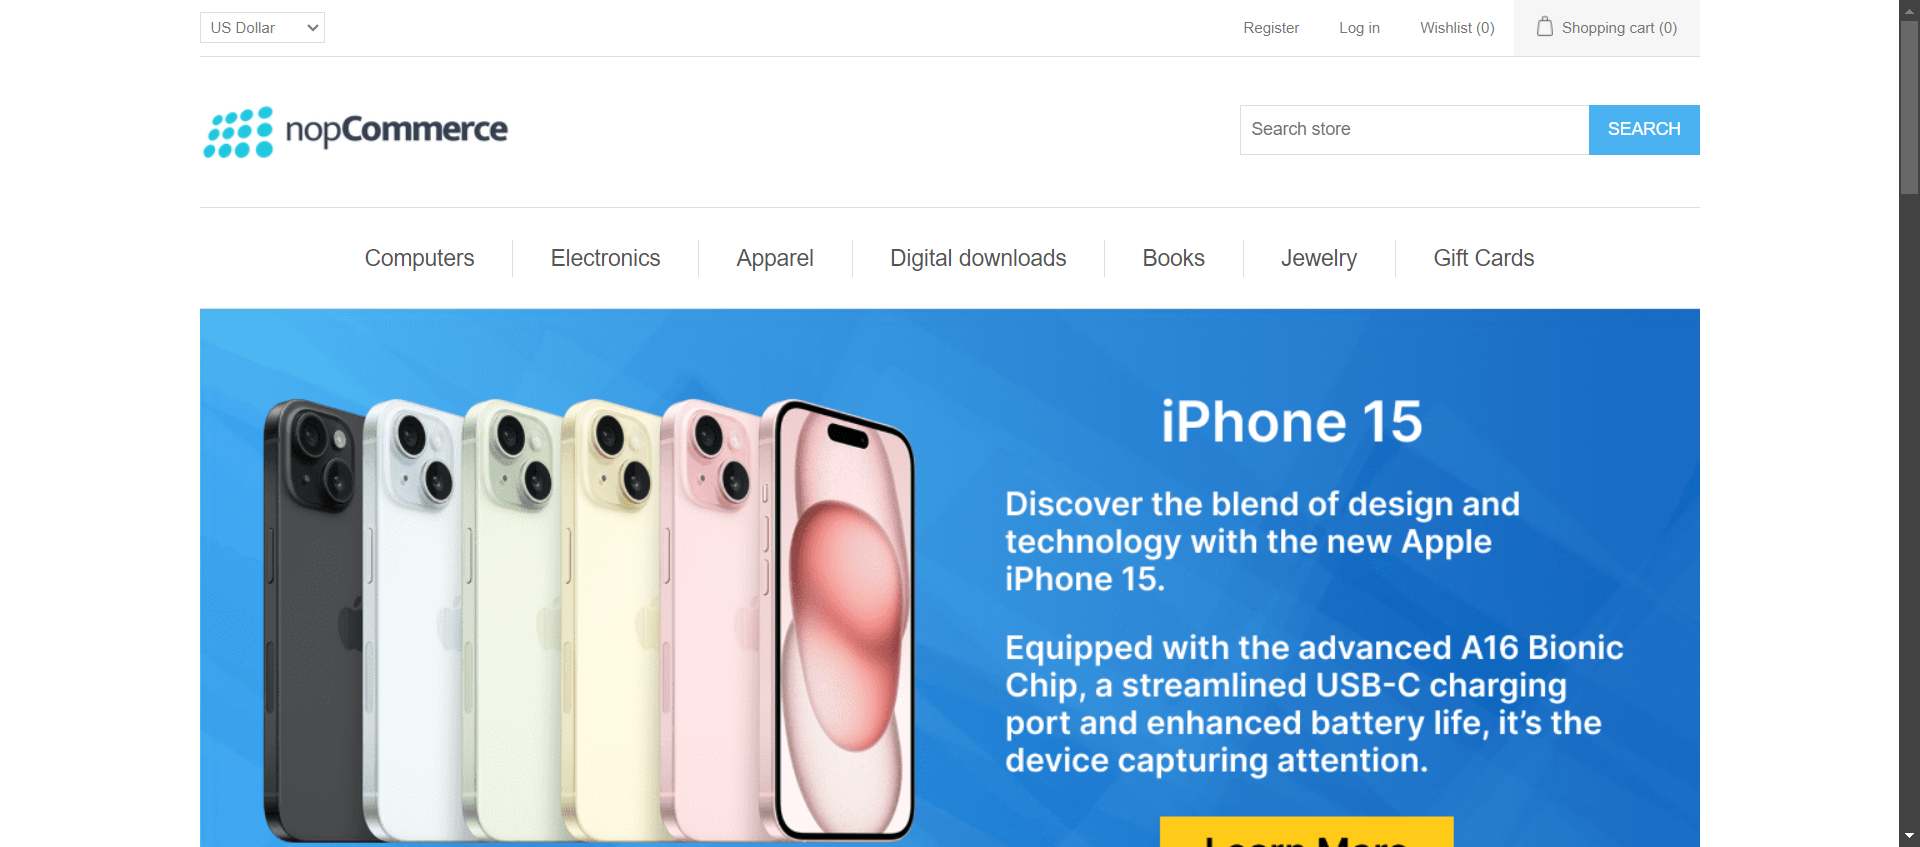 US Dollar
Register
Log in
Wishlist (0)
Shopping cart (0)
nopCommerce
Search store
SEARCH
Computers
Electronics
Apparel
Digital downloads
Books
Jewelry
Gift Cards
iPhone 15
Discover the blend of design and
technology with the new Apple
iPhone 15.
Equipped with the advanced A16 Bionic
Chip, a streamlined USB-C charging
port and enhanced battery life, it’s the
device capturing attention.
Learn More